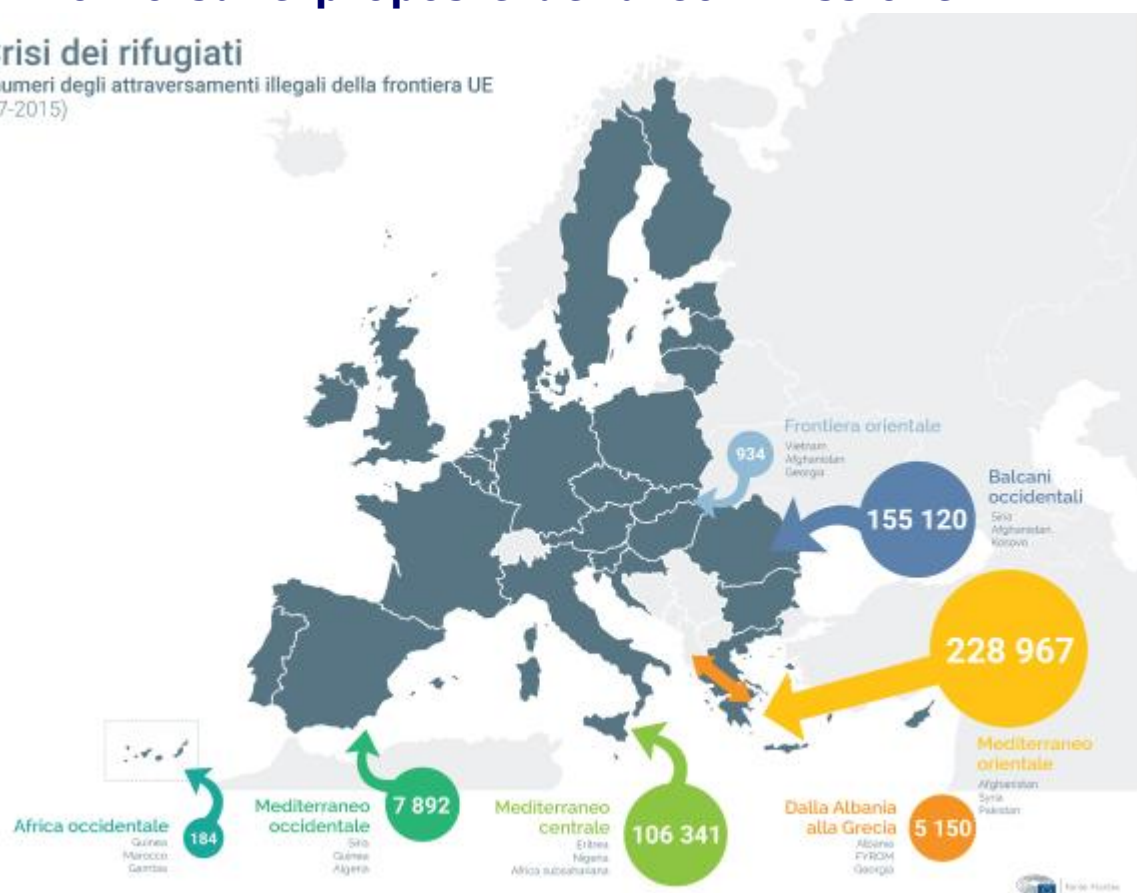 risi dei rifugiati
umeri degli attraversamenti illegali della frontiera UE
7-2015)
Frontiera orientale
934
Vietnam
Afghanistan
Georgia
Balcani
occidentali
155 120
Siria
Afghanistan
Kosovo
228 967
Mediterraneo
orientale
Afghanistan
Syria
Pakistan
Africa occidentale
184
Guinea
Marocco
Gambia
Mediterraneo
occidentale
7 892
Siria
Guinea
Algeria
Mediterraneo
centrale
106 341
Eritrea
Nigeria
Africa subsahariana
Dalla Albania
alla Grecia
5 150
Albania
FYROM
Georgia